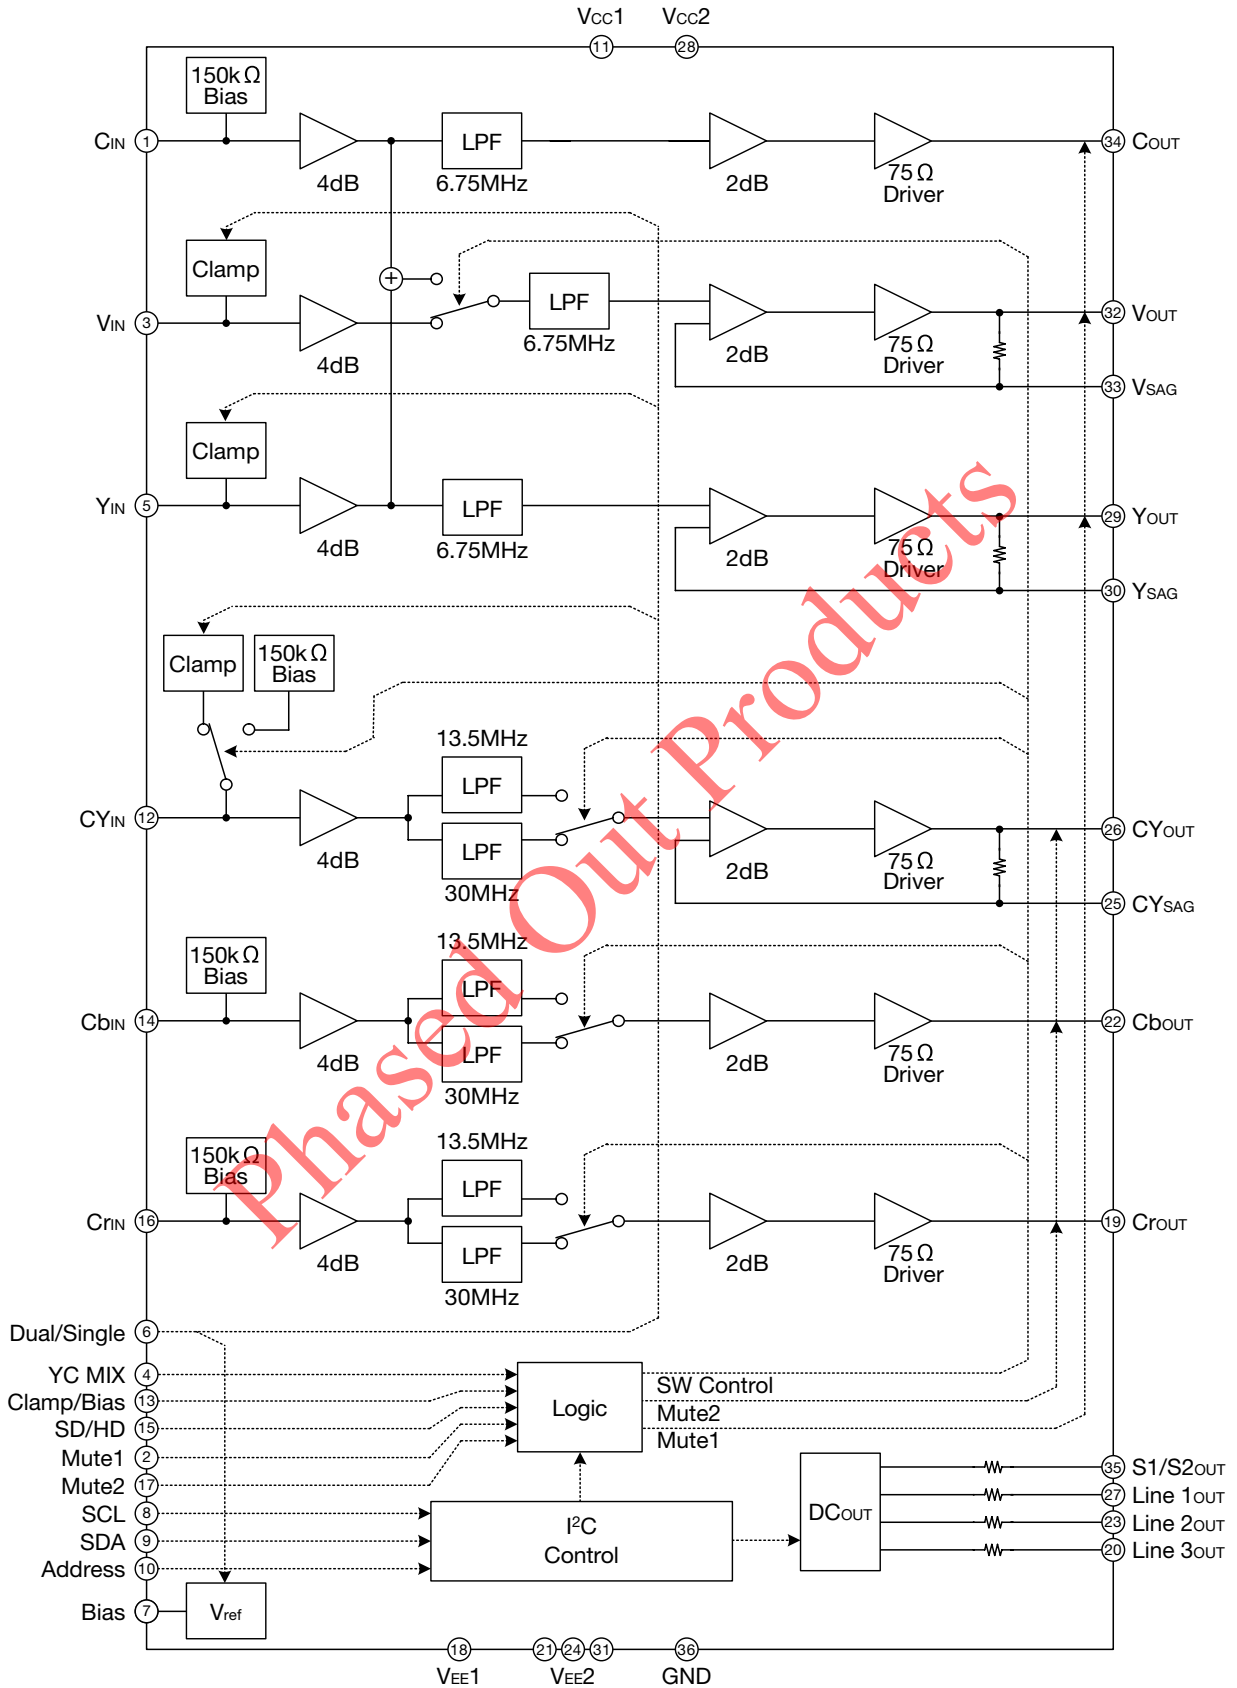 VCC1 VCC2
11 28
150kΩ
Bias
CIN 1 4dB LPF 6.75MHz 2dB 75Ω Driver 34 COUT
Clamp
+
VIN 3 4dB LPF 6.75MHz 2dB 75Ω Driver 32 VOUT
33 VSAG
Clamp
YIN 5 4dB LPF 6.75MHz 2dB 75Ω Driver 29 YOUT
30 YSAG
Clamp
150kΩ
Bias
13.5MHz
LPF
CYIN 12 4dB LPF 30MHz 2dB 75Ω Driver 26 CYOUT
25 CYSAG
150kΩ
Bias
13.5MHz
LPF
CbIN 14 4dB LPF 30MHz 2dB 75Ω Driver 22 CbOUT
150kΩ
Bias
13.5MHz
LPF
CrIN 16 4dB LPF 30MHz 2dB 75Ω Driver 19 CrOUT
Phased Out Products
Dual/Single 6
YC MIX 4
Clamp/Bias 13
SD/HD 15
Mute1 2
Mute2 17
SCL 8
SDA 9
Address 10
Bias 7
Vref
Logic
SW Control
Mute2
Mute1
I²C
Control
DCOUT
35 S1/S2OUT
27 Line 1OUT
23 Line 2OUT
20 Line 3OUT
18 21 24 31 36
VEE1 VEE2 GND